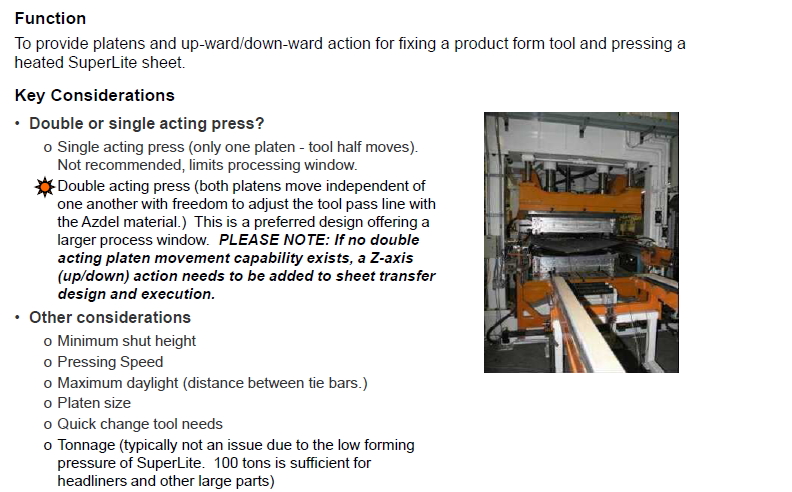 Function
To provide platens and up-ward/down-ward action for fixing a product form tool and pressing a
heated SuperLite sheet.
Key Considerations
• Double or single acting press?
o Single acting press (only one platen - tool half moves).
Not recommended, limits processing window.
Double acting press (both platens move independent of
one another with freedom to adjust the tool pass line with
the Azdel material.) This is a preferred design offering a
larger process window. PLEASE NOTE: If no double
acting platen movement capability exists, a Z-axis
(up/down) action needs to be added to sheet transfer
design and execution.
• Other considerations
o Minimum shut height
o Pressing Speed
o Maximum daylight (distance between tie bars.)
o Platen size
o Quick change tool needs
o Tonnage (typically not an issue due to the low forming
pressure of SuperLite. 100 tons is sufficient for
headliners and other large parts)